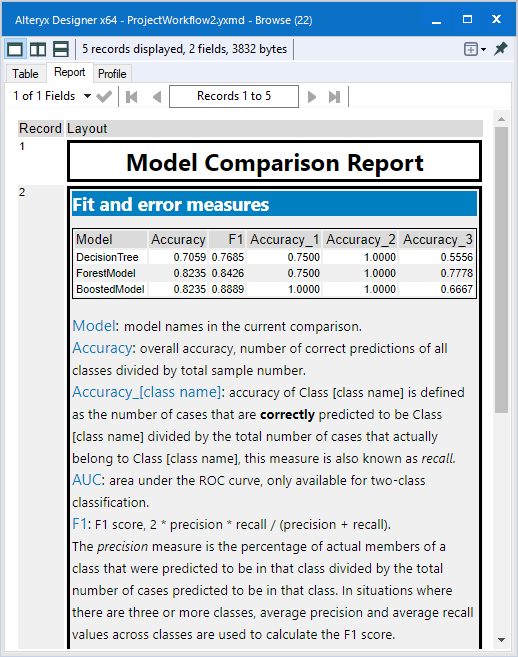 Alteryx Designer x64 - ProjectWorkflow2.yxmd - Browse (22)
5 records displayed, 2 fields, 3832 bytes
Table Report Profile
1 of 1 Fields Records 1 to 5
Record Layout
1
Model Comparison Report
2
Fit and error measures
Model Accuracy F1 Accuracy_1 Accuracy_2 Accuracy_3
DecisionTree 0.7059 0.7685 0.7500 1.0000 0.5556
ForestModel 0.8235 0.8426 0.7500 1.0000 0.7778
BoostedModel 0.8235 0.8889 1.0000 1.0000 0.6667
Model: model names in the current comparison.
Accuracy: overall accuracy, number of correct predictions of all
classes divided by total sample number.
Accuracy_[class name]: accuracy of Class [class name] is defined
as the number of cases that are correctly predicted to be Class
[class name] divided by the total number of cases that actually
belong to Class [class name], this measure is also known as recall.
AUC: area under the ROC curve, only available for two-class
classification.
F1: F1 score, 2 * precision * recall / (precision + recall).
The precision measure is the percentage of actual members of a
class that were predicted to be in that class divided by the total
number of cases predicted to be in that class. In situations where
there are three or more classes, average precision and average recall
values across classes are used to calculate the F1 score.